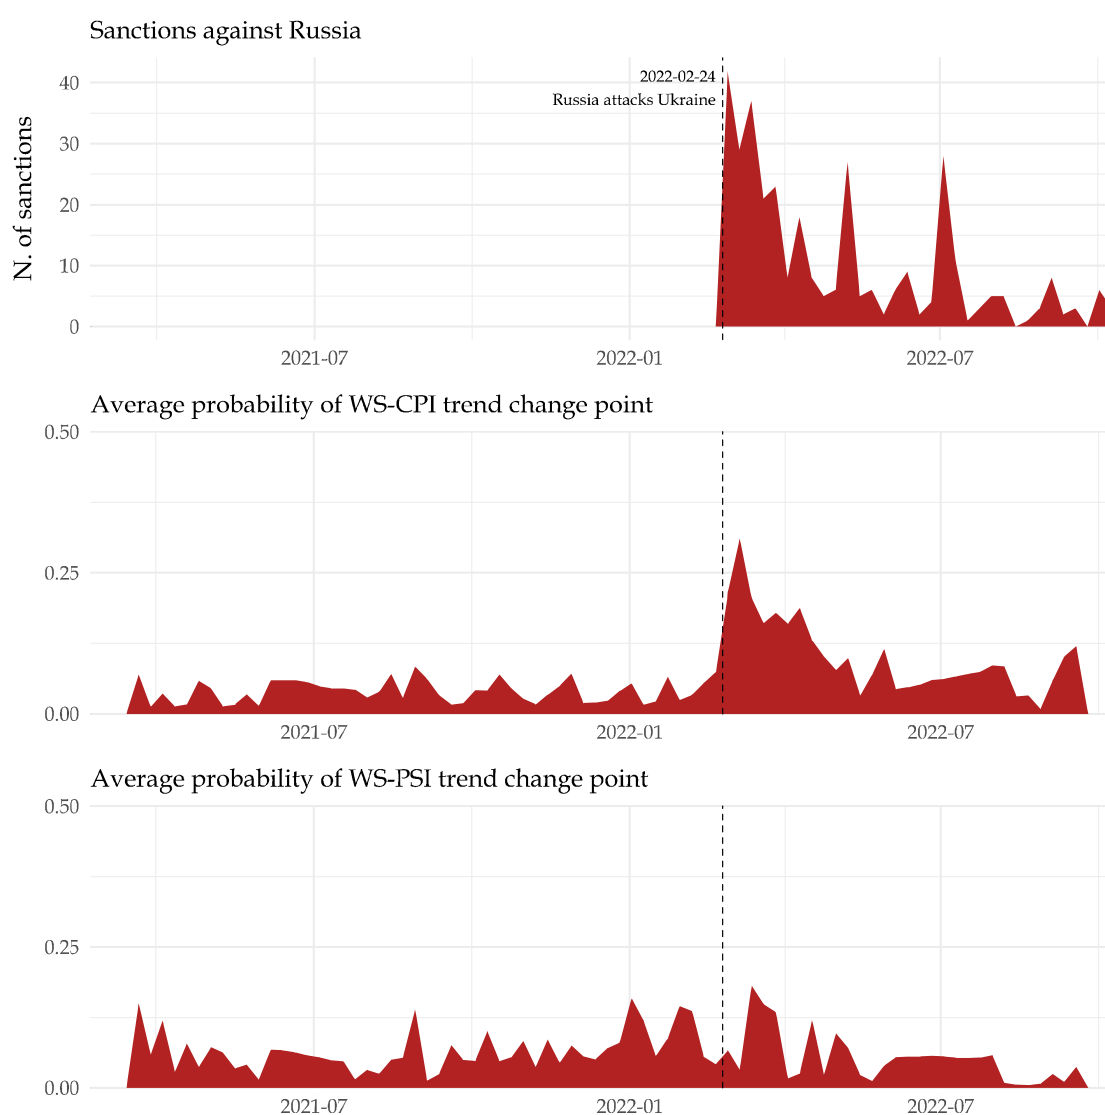 Sanctions against Russia
N. of sanctions
40
30
20
10
0
2022-02-24
Russia attacks Ukraine
2021-07 2022-01 2022-07
Average probability of WS-CPI trend change point
0.50
0.25
0.00
2021-07 2022-01 2022-07
Average probability of WS-PSI trend change point
0.50
0.25
0.00
2021-07 2022-01 2022-07